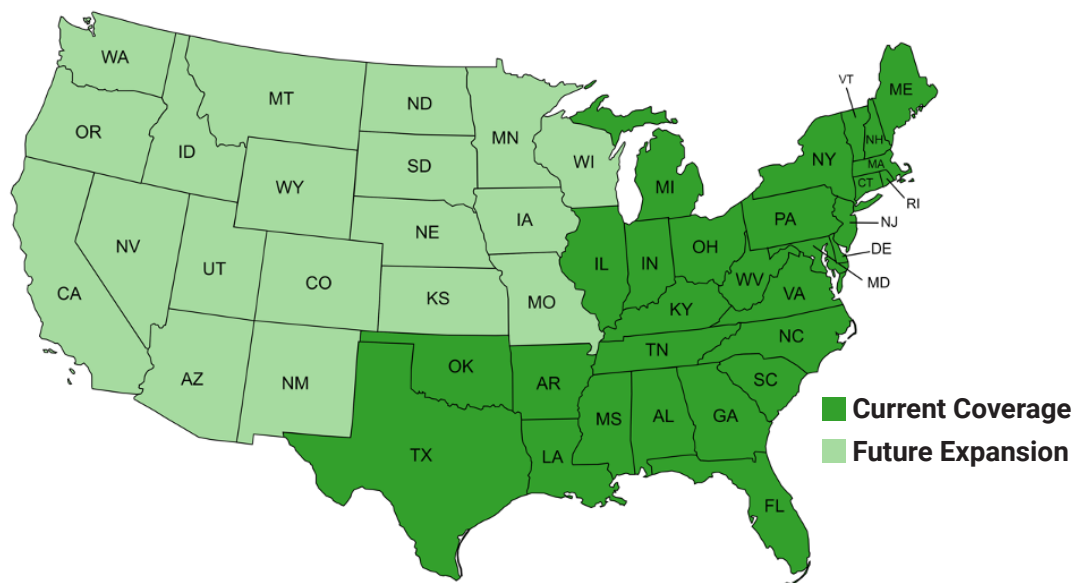 WA
MT
ND
MN
VT
ME
OR
ID
SD
WI
NY
NH
MA
WY
MI
CT
RI
NE
IA
PA
NJ
NV
UT
CO
IL
IN
OH
DE
WV
MD
CA
KS
MO
KY
VA
AZ
NM
OK
AR
TN
NC
SC
MS
AL
GA
TX
LA
FL
Current Coverage
Future Expansion